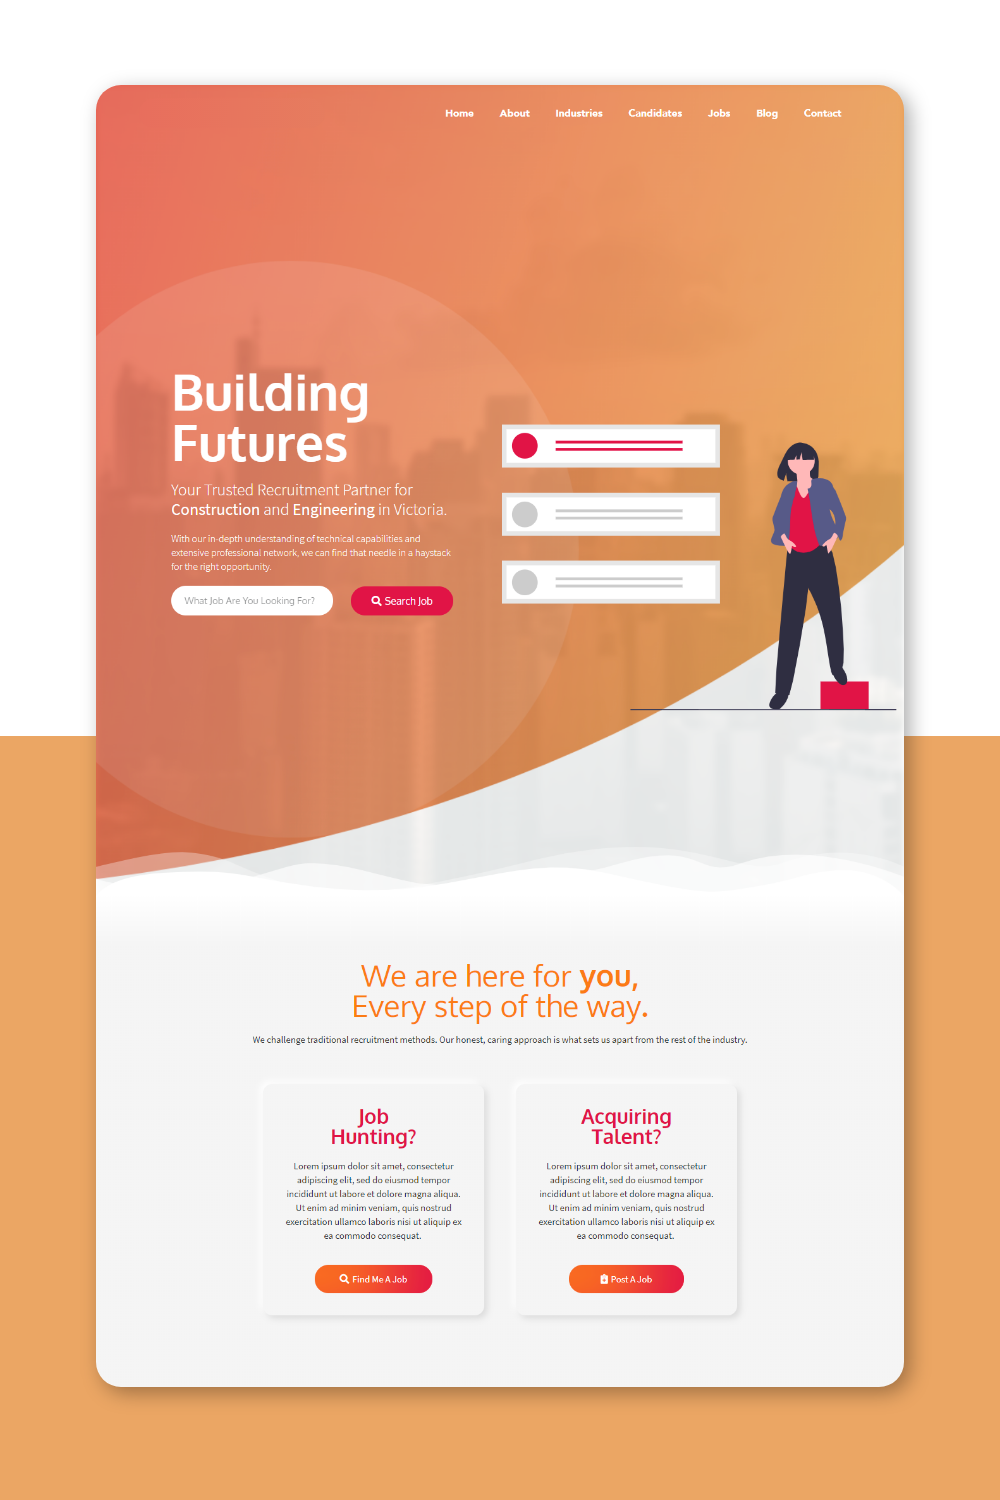 Home About Industries Candidates Jobs Blog Contact
Building
Futures
Your Trusted Recruitment Partner for
Construction and Engineering in Victoria.
With our in-depth understanding of technical capabilities and
extensive professional network, we can find that needle in a haystack
for the right opportunity.
What Job Are You Looking For? Search Job
We are here for you,
Every step of the way.
We challenge traditional recruitment methods. Our honest, caring approach is what sets us apart from the rest of the industry.
Job
Hunting?
Lorem ipsum dolor sit amet, consectetur
adipiscing elit, sed do eiusmod tempor
incididunt ut labore et dolore magna aliqua.
Ut enim ad minim veniam, quis nostrud
exercitation ullamco laboris nisi ut aliquip ex
ea commodo consequat.
Find Me A Job
Acquiring
Talent?
Lorem ipsum dolor sit amet, consectetur
adipiscing elit, sed do eiusmod tempor
incididunt ut labore et dolore magna aliqua.
Ut enim ad minim veniam, quis nostrud
exercitation ullamco laboris nisi ut aliquip ex
ea commodo consequat.
Post A Job